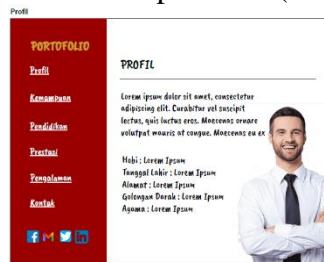 Profil
PORTOFOLIO
Profil
Kemampuan
Pendidikan
Prestasi
Pengalaman
Kontak
PROFIL
Lorem ipsum dolor sit amet, consectetur
adipiscing elit. Curabitur vel suscipit
lectus, quis luctus eros. Maecenas ornare
volutpat mauris at congue. Maecenas eu ex
Hobi : Lorem Ipsum
Tanggal Lahir : Lorem Ipsum
Alamat : Lorem Ipsum
Golongan Darah : Lorem Ipsum
Agama : Lorem Ipsum